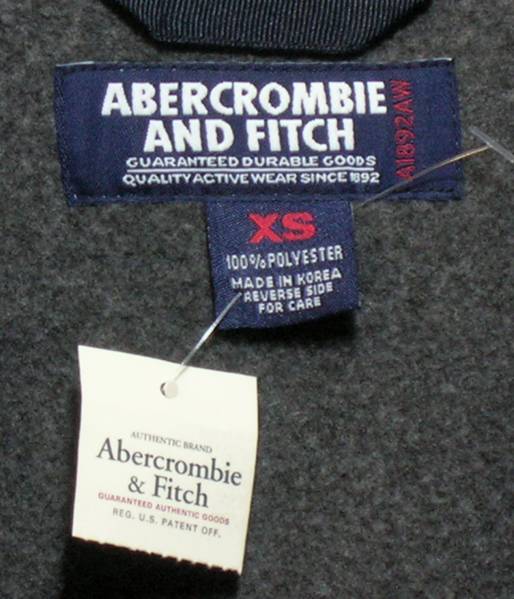 ABERCROMBIE
AND FITCH
GUARANTEED DURABLE GOODS
QUALITY ACTIVE WEAR SINCE 1892
A1892AW
XS
100% POLYESTER
MADE IN KOREA
REVERSE SIDE
FOR CARE
AUTHENTIC BRAND
Abercrombie
& Fitch
GUARANTEED AUTHENTIC GOODS
REG. U.S. PATENT OFF.